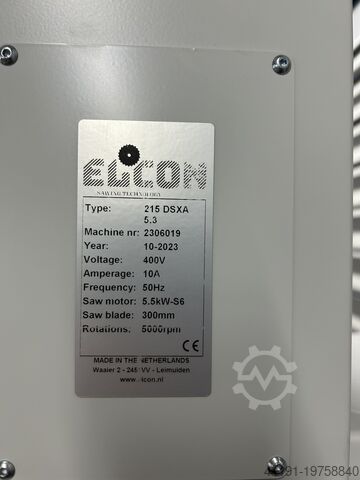 ELCON
SAWING TECHNOLOGY
Type: 215 DSXA
5.3
Machine nr: 2306019
Year: 10-2023
Voltage: 400V
Amperage: 10A
Frequency: 50Hz
Saw motor: 5.5kW-S6
Saw blade: 300mm
Rotations: 5000rpm
CE
MADE IN THE NETHERLANDS
Waaier 2 - 2451VV - Leimuiden
www.elcon.nl